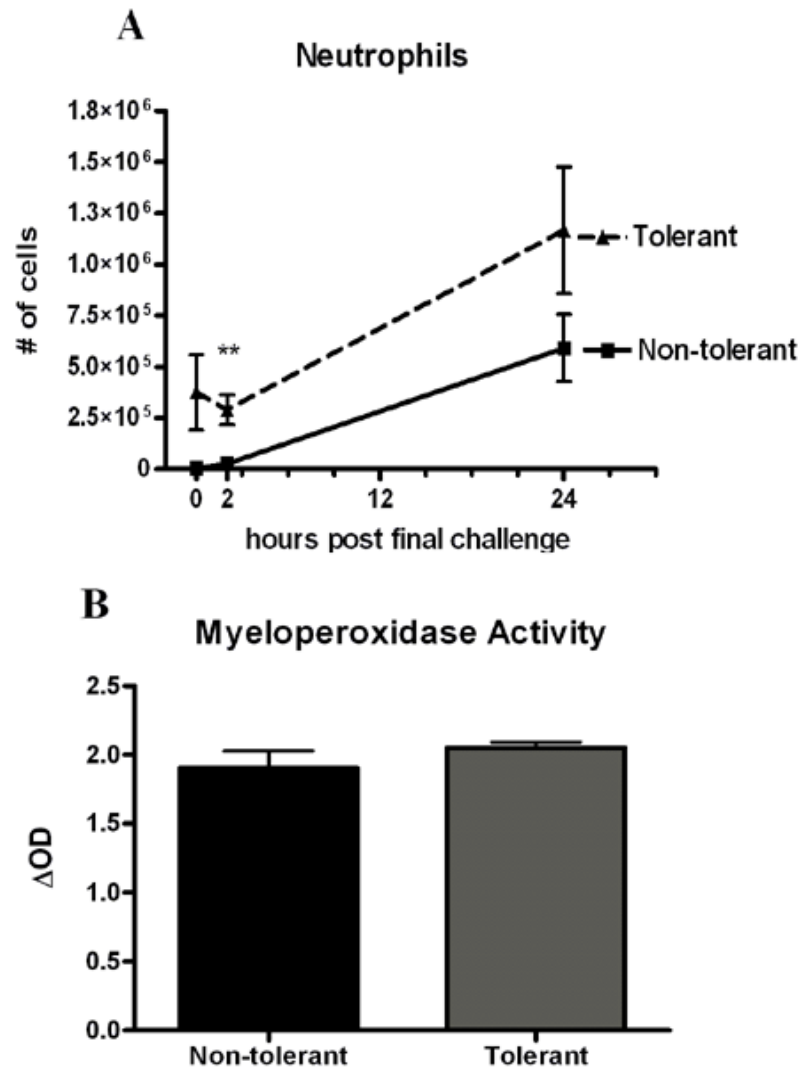 A
Neutrophils
1.8×10⁶
1.5×10⁶
1.3×10⁶
1.0×10⁶
7.5×10⁵
5.0×10⁵
2.5×10⁵
0
# of cells
**
Tolerant
Non-tolerant
0 2 12 24
hours post final challenge
B
Myeloperoxidase Activity
2.5
2.0
1.5
1.0
0.5
0.0
ΔOD
Non-tolerant Tolerant